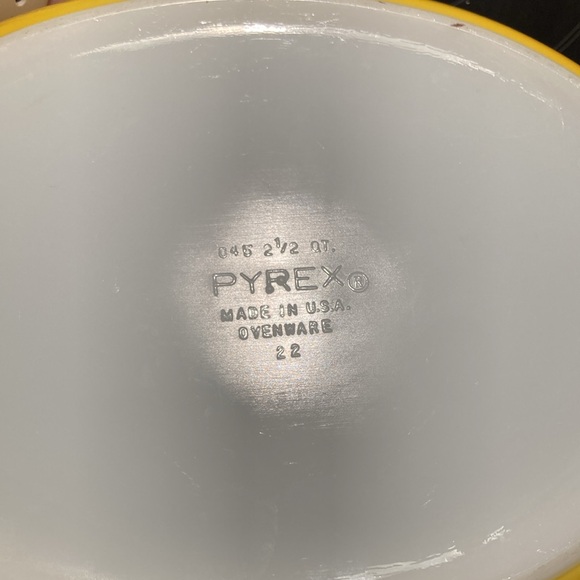 045 2 1/2 QT.
PYREX®
MADE IN U.S.A.
OVENWARE
22